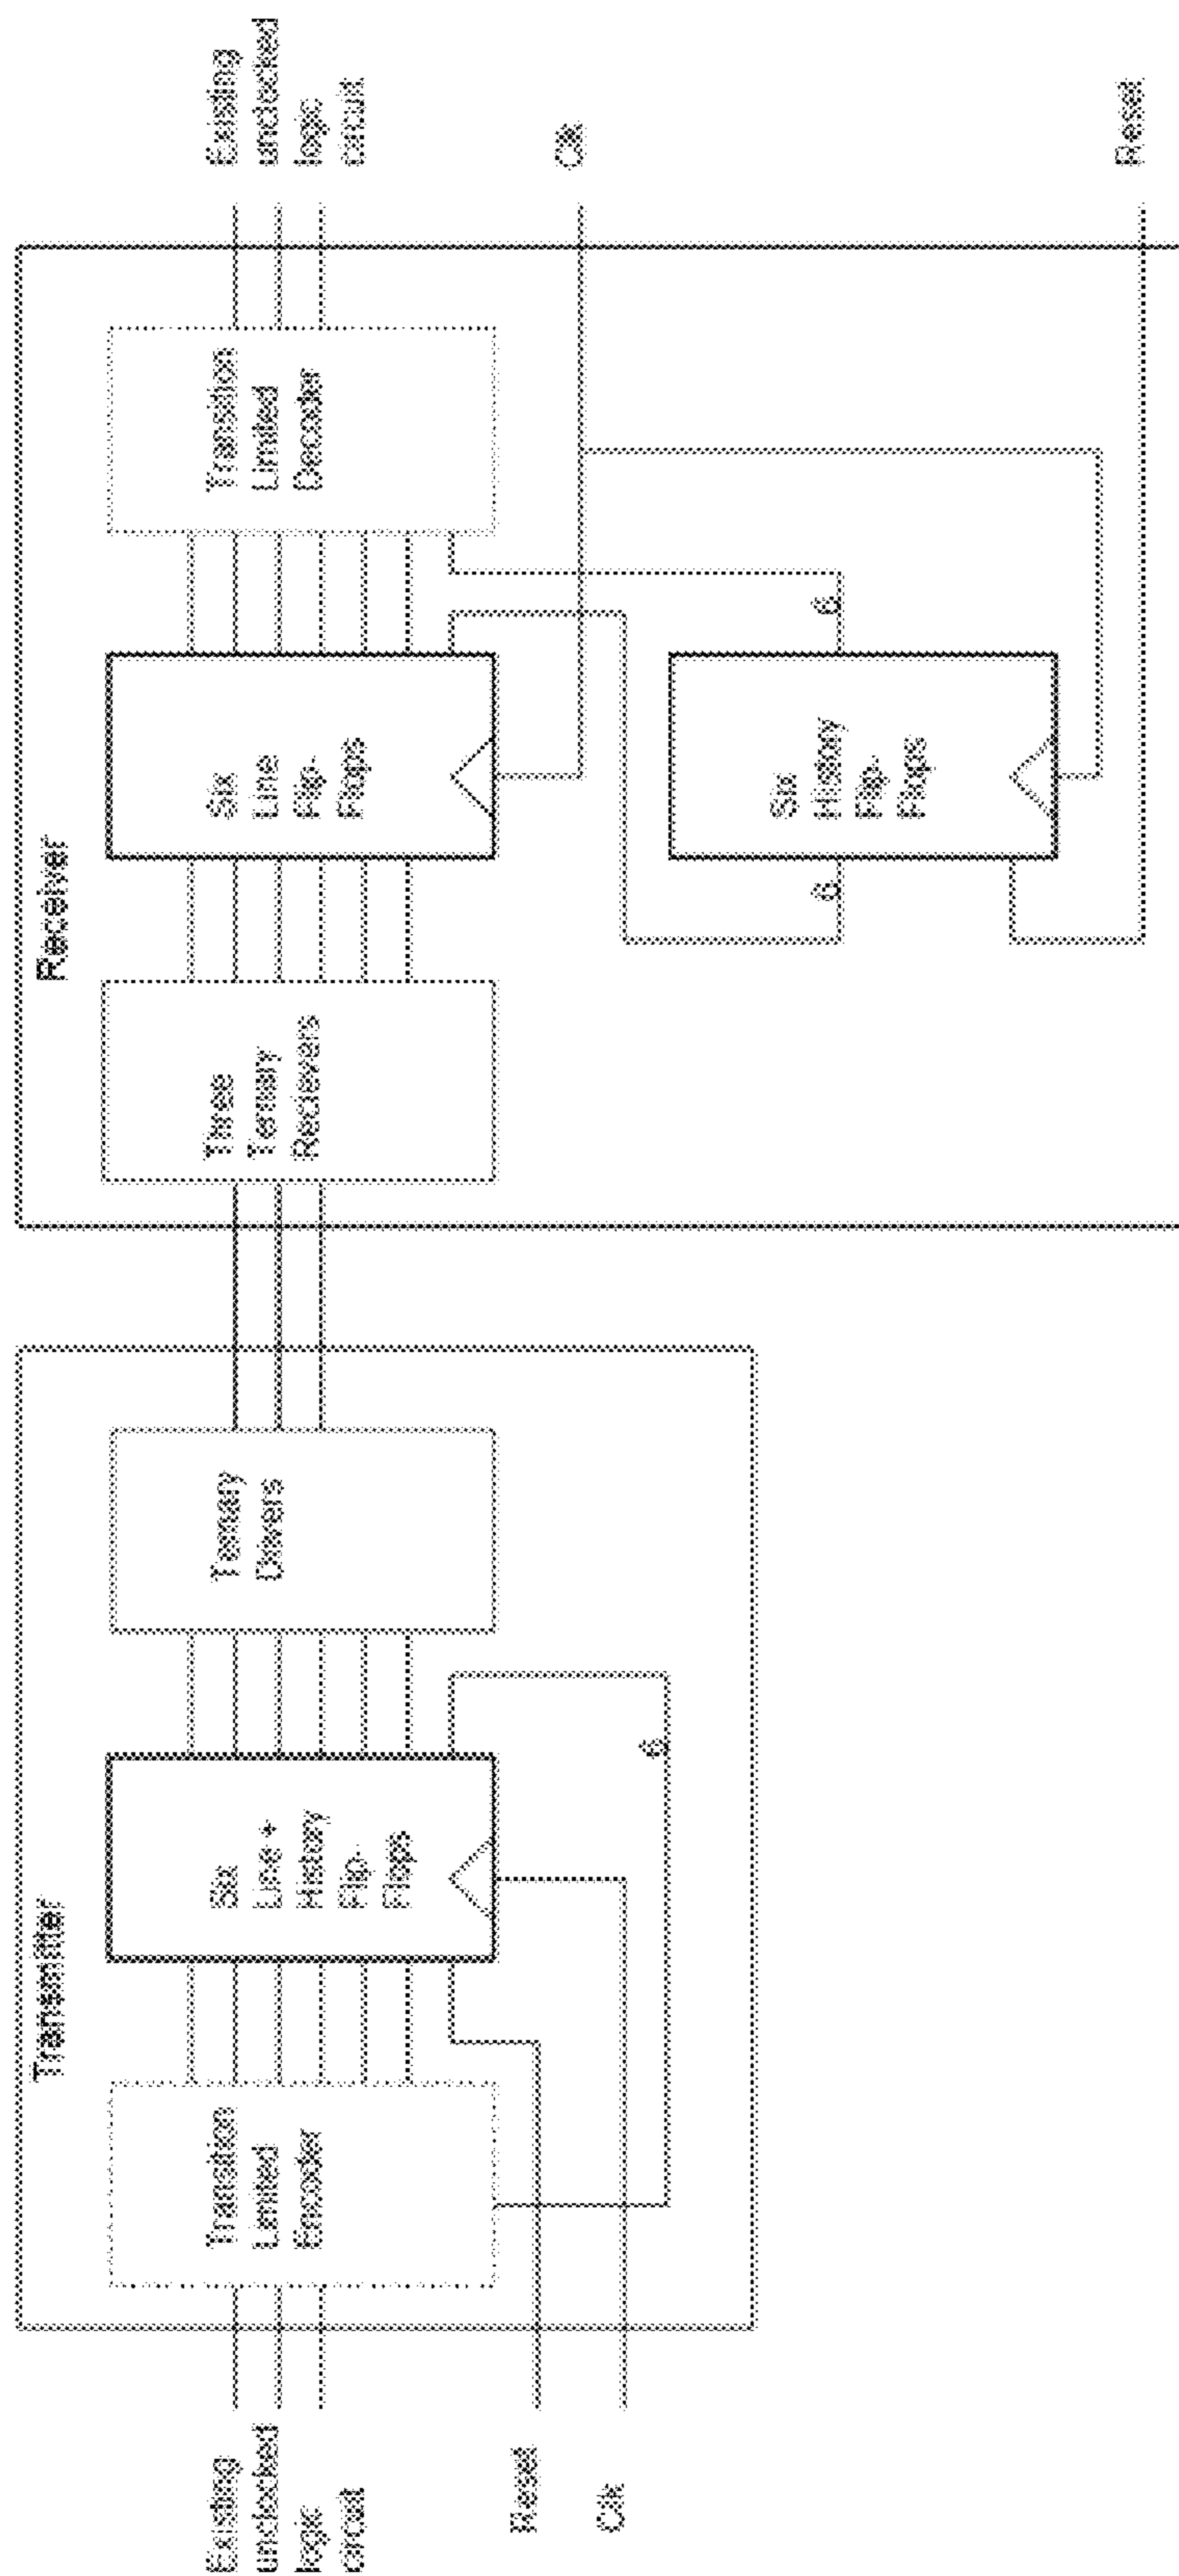 Transmitter
Existing
unclocked
logic
circuit
Reset
Clk
Transition
Limited
Encoder
Six
Line +
History
Flip-
Flops
6
Ternary
Drivers
Receiver
Three
Ternary
Recievers
Six
Line
Flip-
Flops
Transition
Limited
Decoder
6
Six
History
Flip-
Flops
6
Existing
unclocked
logic
circuit
Clk
Reset